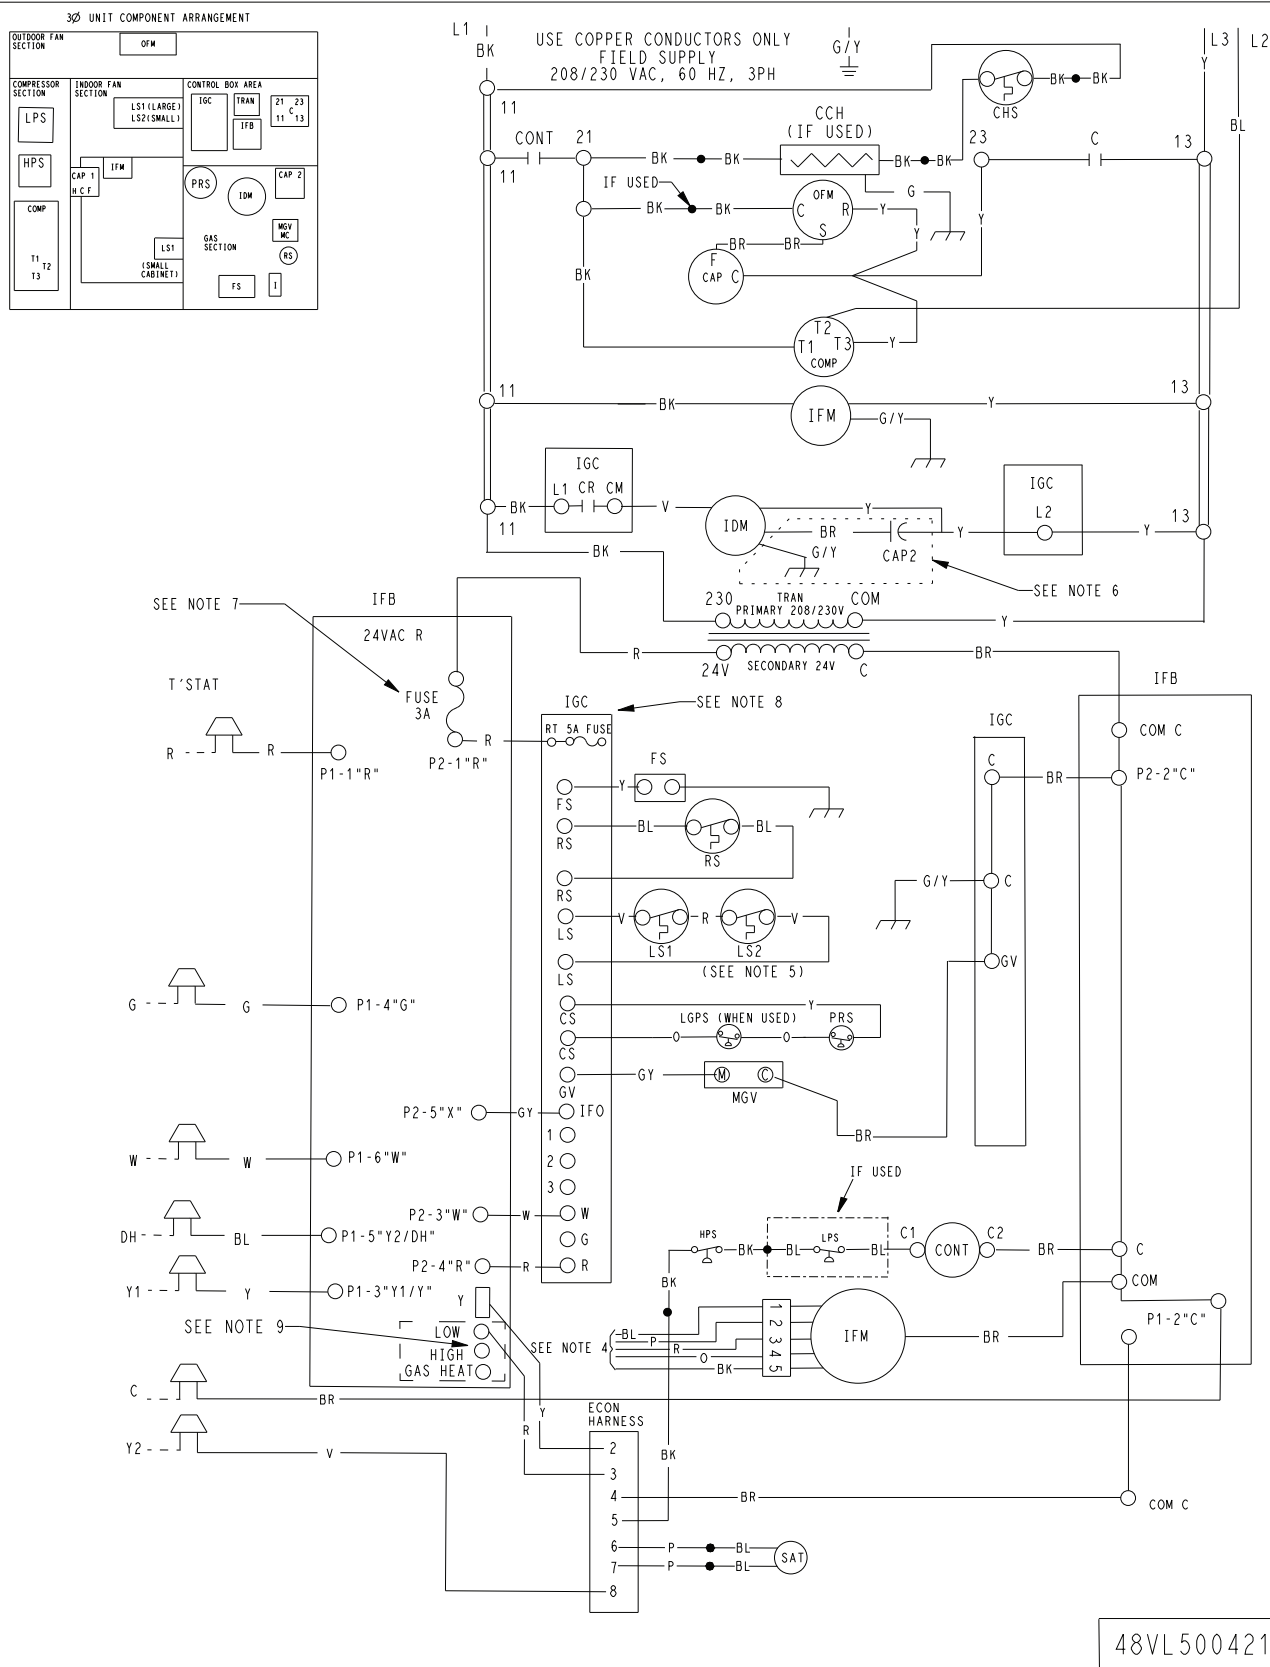 3Ø UNIT COMPONENT ARRANGEMENT
OUTDOOR FAN
SECTION
OFM
COMPRESSOR
SECTION
INDOOR FAN
SECTION
CONTROL BOX AREA
LPS
HPS
COMP
T1
T2
T3
LS1(LARGE)
LS2(SMALL)
IGC
TRAN
IFB
21 23
C
11 13
CAP 1
H C F
IFM
PRS
IDM
CAP 2
MGV
MC
RS
GAS
SECTION
LS1
(SMALL
CABINET)
FS
I
L1
BK
USE COPPER CONDUCTORS ONLY
FIELD SUPPLY
208/230 VAC, 60 HZ, 3PH
G/Y
L3
L2
Y
BL
BK BK
CHS
11
CONT
21
CCH
(IF USED)
23
C
13
BK BK
BK BK
11
IF USED
BK BK
OFM
C R
S
Y
G
Y
Y
BR BR
F
CAP C
BK
T2
T1 T3
COMP
Y
11
BK
IFM
Y
13
G/Y
IGC
L1 CR CM
BK
V
11
IDM
Y
BR
G/Y
CAP2
Y
IGC
L2
Y
13
BK
SEE NOTE 6
230
TRAN
COM
PRIMARY 208/230V
Y
R
24V
SECONDARY 24V
C
BR
SEE NOTE 7
IFB
24VAC R
FUSE
3A
R
P2-1"R"
T'STAT
R R
P1-1"R"
IGC
SEE NOTE 8
RT 5A FUSE
IGC
IFB
COM C
C
BR
P2-2"C"
FS
Y
FS
BL BL
RS
RS
RS
G/Y
C
V R V
LS
LS1 LS2
(SEE NOTE 5)
LS
GV
G G
P1-4"G"
Y
CS
LGPS (WHEN USED)
PRS
O O
CS
GY
M C
GV
MGV
BR
P2-5"X"
GY
IFO
1
2
3
W W
P1-6"W"
P2-3"W"
W
W
G
DH BL
P1-5"Y2/DH"
P2-4"R"
R
R
IF USED
HPS
BK
BL
LPS
BL
C1
CONT
C2
BR
C
BK
COM
Y1 Y
P1-3"Y1/Y"
Y
P1-2"C"
SEE NOTE 9
LOW
HIGH
GAS HEAT
SEE NOTE 4
BL
P
R
O
BK
1
2
3
4
5
IFM
BR
C
BR
Y
R
ECON
HARNESS
Y2
V
2
3
4
5
6
7
8
BK
BR
COM C
P BL
P BL
SAT
48VL500421